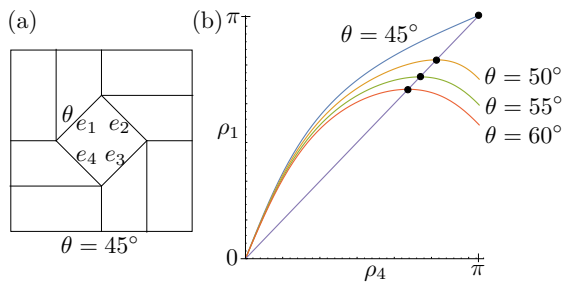 (a)
θ
e₁
e₂
e₄
e₃
θ = 45°
(b)
π
θ = 45°
θ = 50°
θ = 55°
θ = 60°
ρ₁
0
ρ₄
π